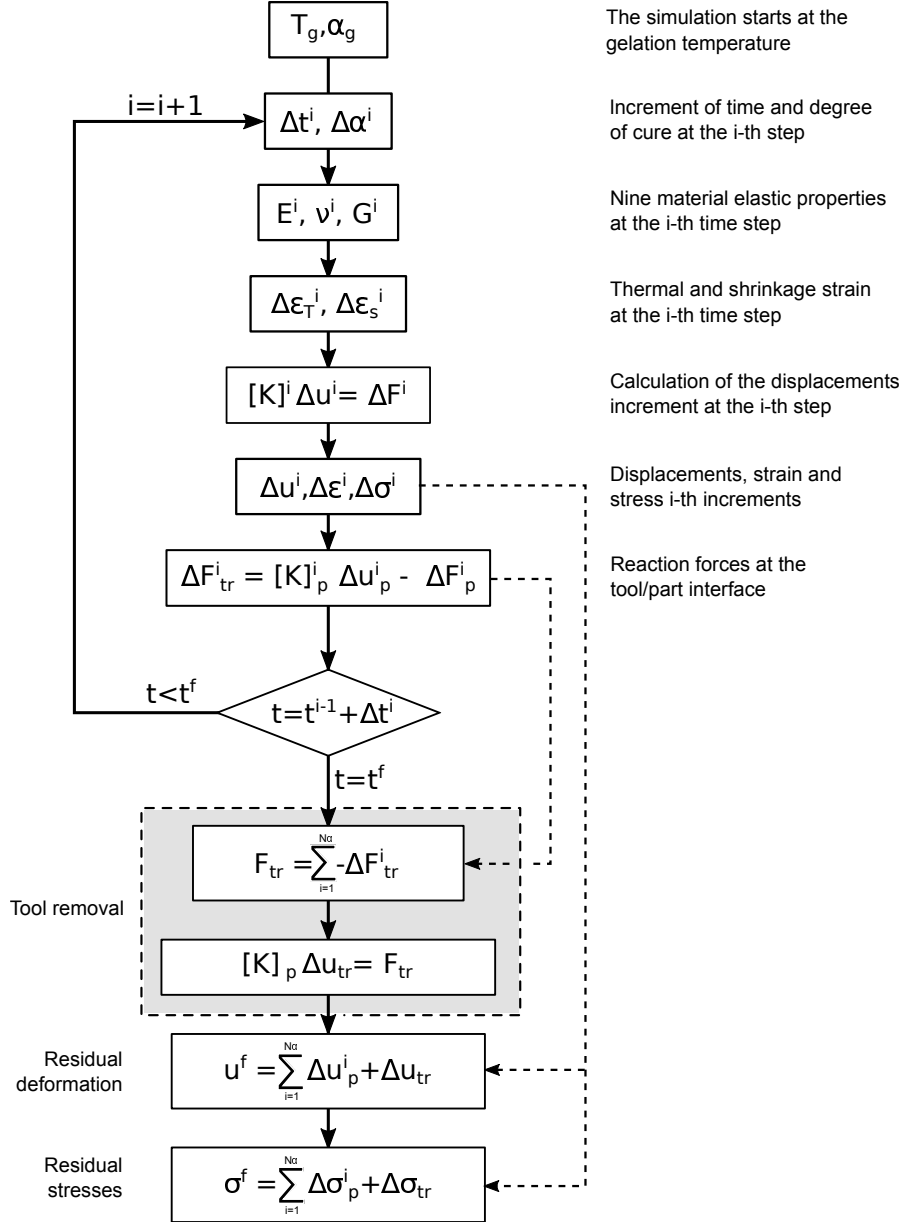 T_g,α_g
The simulation starts at the
gelation temperature
i=i+1
Δt^i, Δα^i
Increment of time and degree
of cure at the i-th step
E^i, ν^i, G^i
Nine material elastic properties
at the i-th time step
Δε_T^i, Δε_s^i
Thermal and shrinkage strain
at the i-th time step
[K]^i Δu^i= ΔF^i
Calculation of the displacements
increment at the i-th step
Δu^i,Δε^i,Δσ^i
Displacements, strain and
stress i-th increments
ΔF^i_tr = [K]^i_p Δu^i_p - ΔF^i_p
Reaction forces at the
tool/part interface
t<t^f
t=t^{i-1}+Δt^i
t=t^f
Tool removal
F_tr =∑_{i=1}^{Nα} -ΔF^i_tr
[K]_p Δu_tr= F_tr
Residual
deformation
u^f =∑_{i=1}^{Nα} Δu^i_p+Δu_tr
Residual
stresses
σ^f =∑_{i=1}^{Nα} Δσ^i_p+Δσ_tr